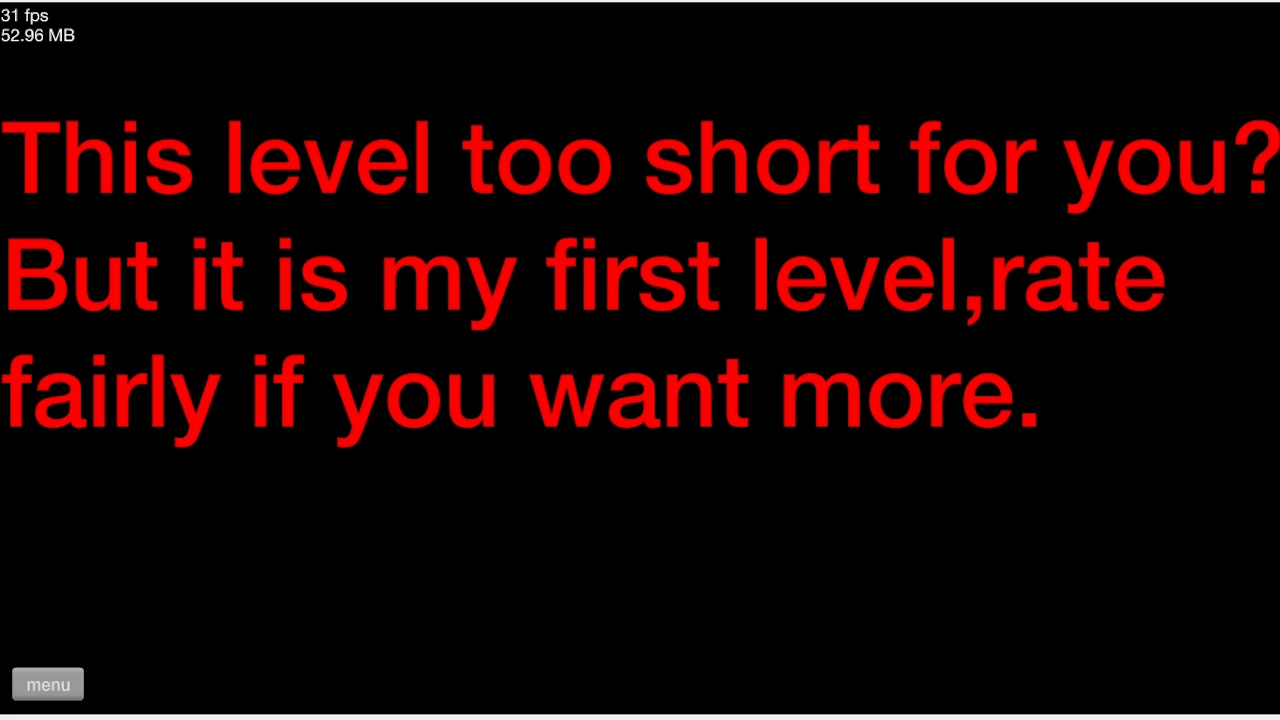 31 fps
52.96 MB
This level too short for you?
But it is my first level,rate
fairly if you want more.
menu